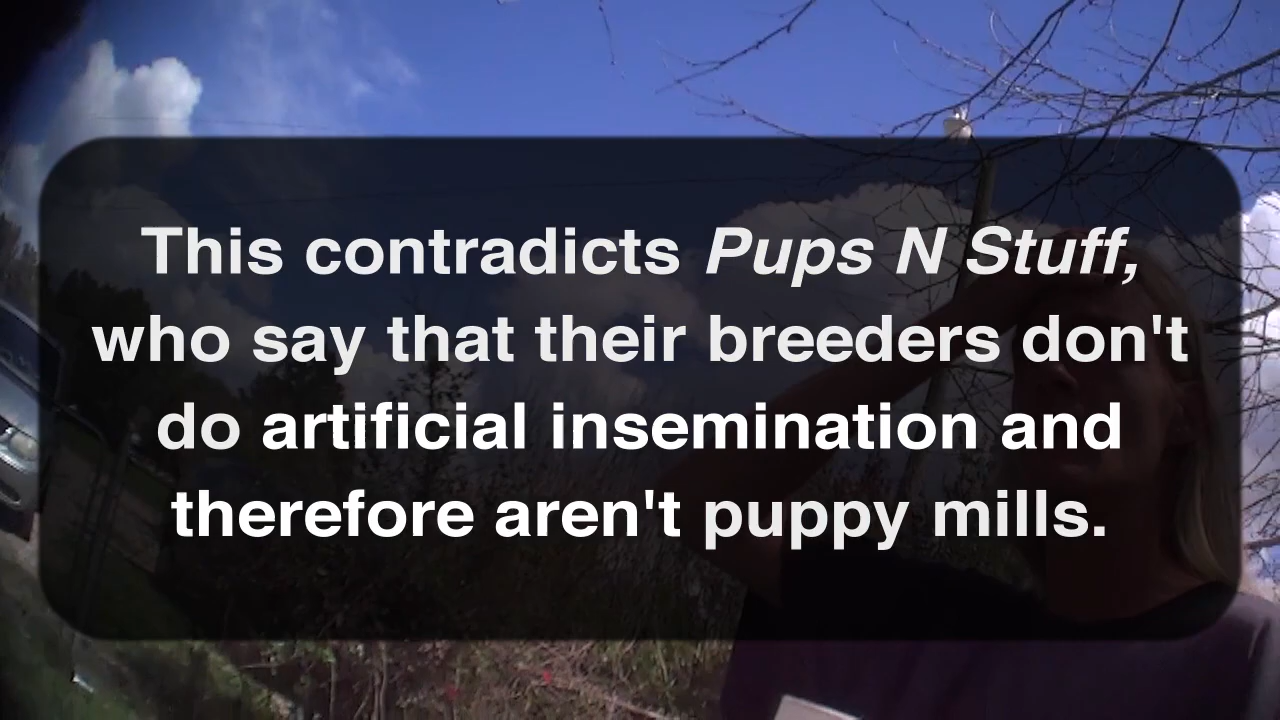 This contradicts Pups N Stuff,
who say that their breeders don't
do artificial insemination and
therefore aren't puppy mills.